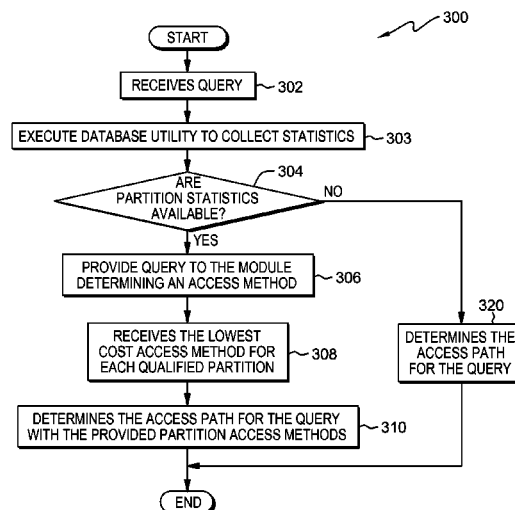 START
300
RECEIVES QUERY
302
EXECUTE DATABASE UTILITY TO COLLECT STATISTICS
303
304
ARE
PARTITION STATISTICS
AVAILABLE?
NO
YES
PROVIDE QUERY TO THE MODULE
DETERMINING AN ACCESS METHOD
306
RECEIVES THE LOWEST
COST ACCESS METHOD FOR
EACH QUALIFIED PARTITION
308
320
DETERMINES THE
ACCESS PATH
FOR THE QUERY
DETERMINES THE ACCESS PATH FOR THE QUERY
WITH THE PROVIDED PARTITION ACCESS METHODS
310
END